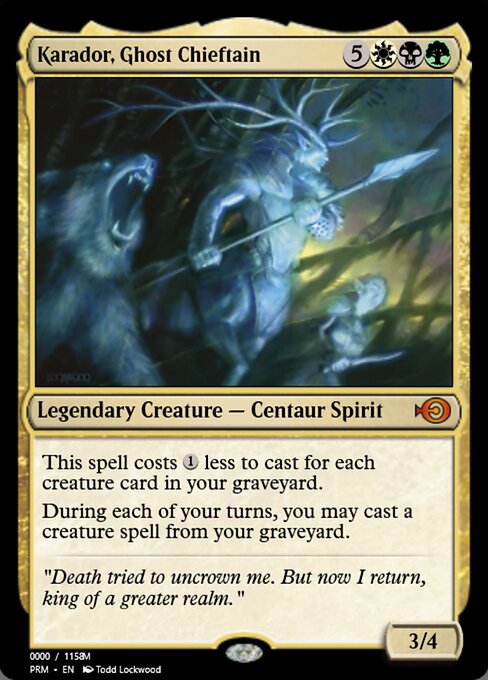 Karador, Ghost Chieftain 5
Legendary Creature — Centaur Spirit
This spell costs 1 less to cast for each
creature card in your graveyard.
During each of your turns, you may cast a
creature spell from your graveyard.
"Death tried to uncrown me. But now I return,
king of a greater realm."
3/4
0000 / 1158M
PRM • EN Todd Lockwood